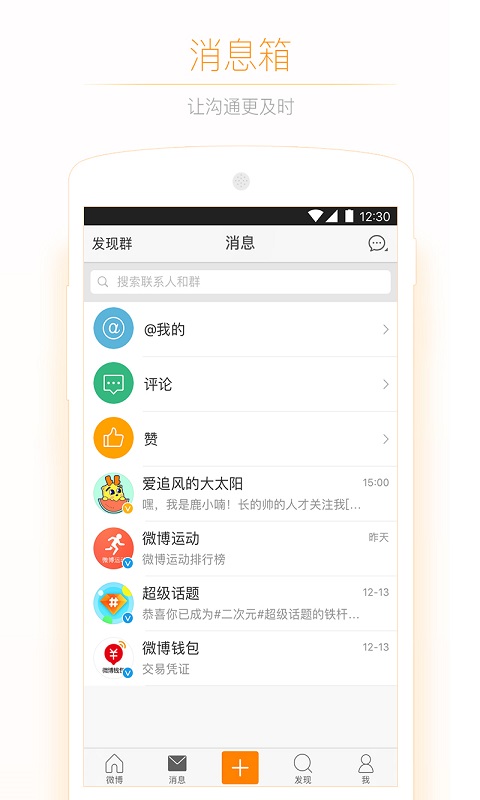 消息箱
让沟通更及时
12:30
发现群 消息
搜索联系人和群
@我的
评论
赞
爱追风的大太阳 15:00
嘿，我是鹿小喃！长的帅的人才关注我[...
微博运动 昨天
微博运动排行榜
超级话题 12-13
恭喜你已成为#二次元#超级话题的铁杆...
微博钱包 12-13
交易凭证
微博 消息 发现 我